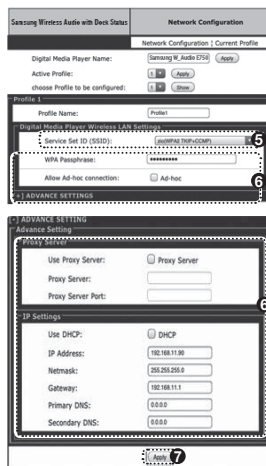 Samsung Wireless Audio with Dock Status
Network Configuration
Network Configuration | Current Profile
Digital Media Player Name: Samsung W_Audio E750 Apply
Active Profile: 1 Apply
choose Profile to be configured: 1 Show
Profile 1
Profile Name: Profile1
Digital Media Player Wireless LAN Settings
Service Set ID (SSID): 5
WPA Passphrase: •••••••••
6
Allow Ad-hoc connection: Ad-hoc
[+] ADVANCE SETTINGS
[-] ADVANCE SETTING
Advance Setting
Proxy Server
Use Proxy Server: Proxy Server
Proxy Server:
6
Proxy Server Port:
IP Settings
Use DHCP: DHCP
IP Address: 192.168.11.90
Netmask: 255.255.255.0
Gateway: 192.168.11.1
Primary DNS: 0.0.0.0
Secondary DNS: 0.0.0.0
Apply 7